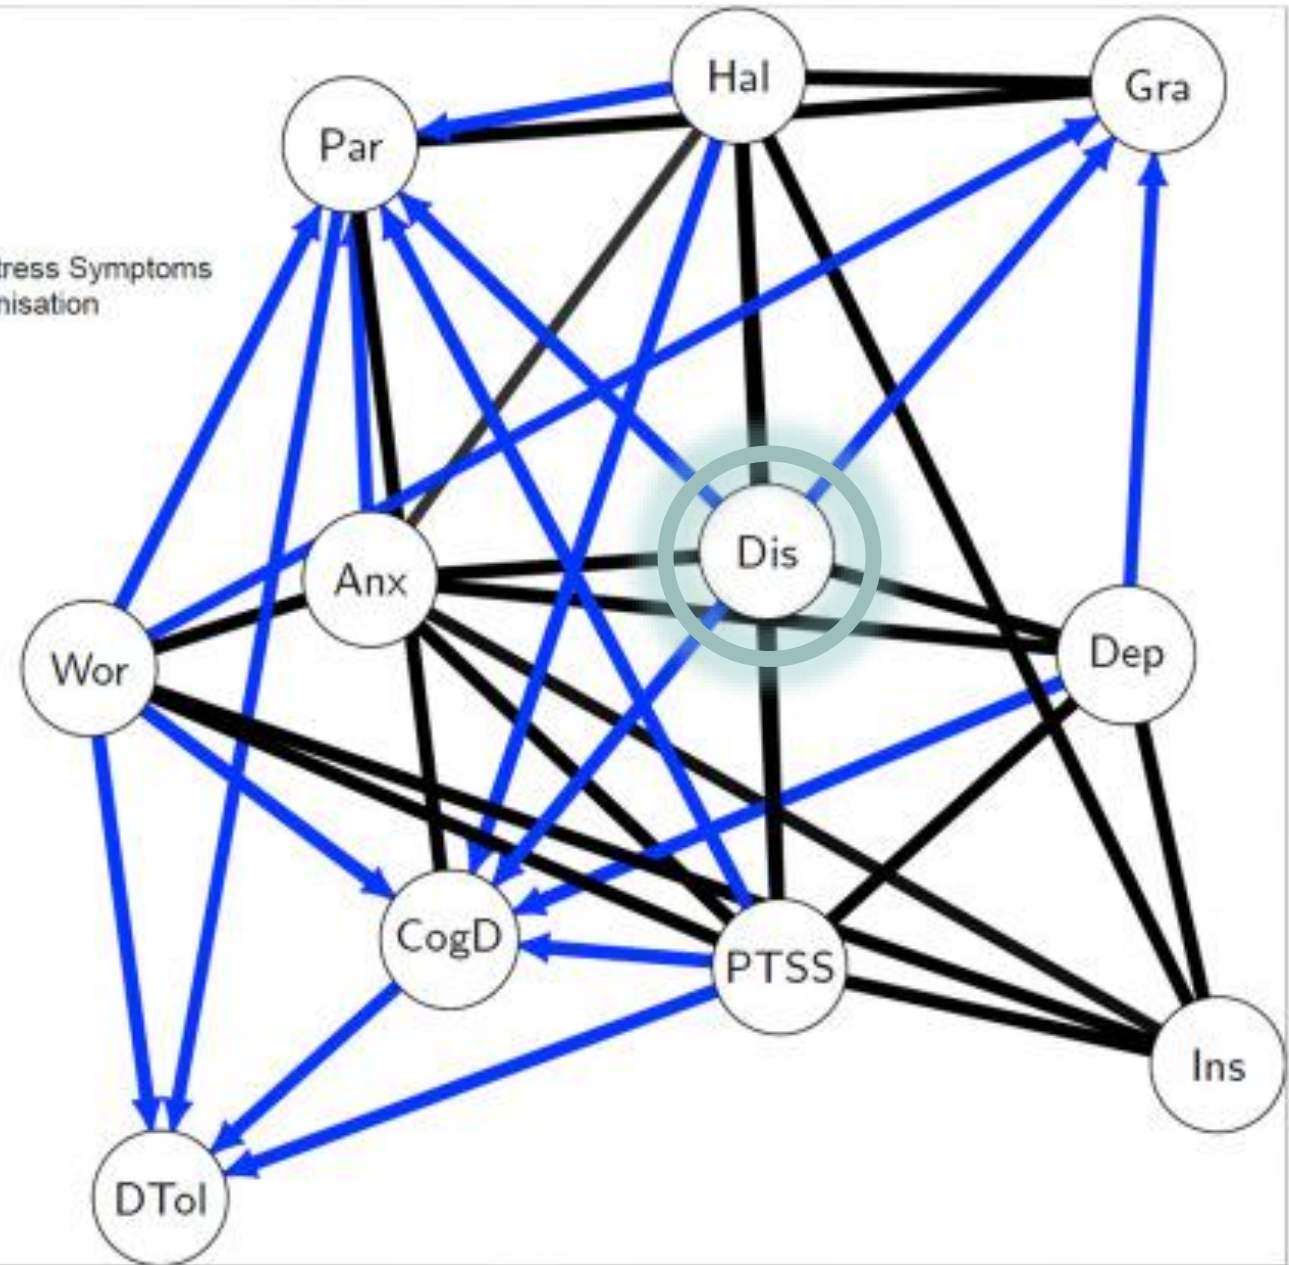 Hal
Gra
Par
tress Symptoms
nisation
Dis
Anx
Dep
Wor
CogD
PTSS
Ins
DTol